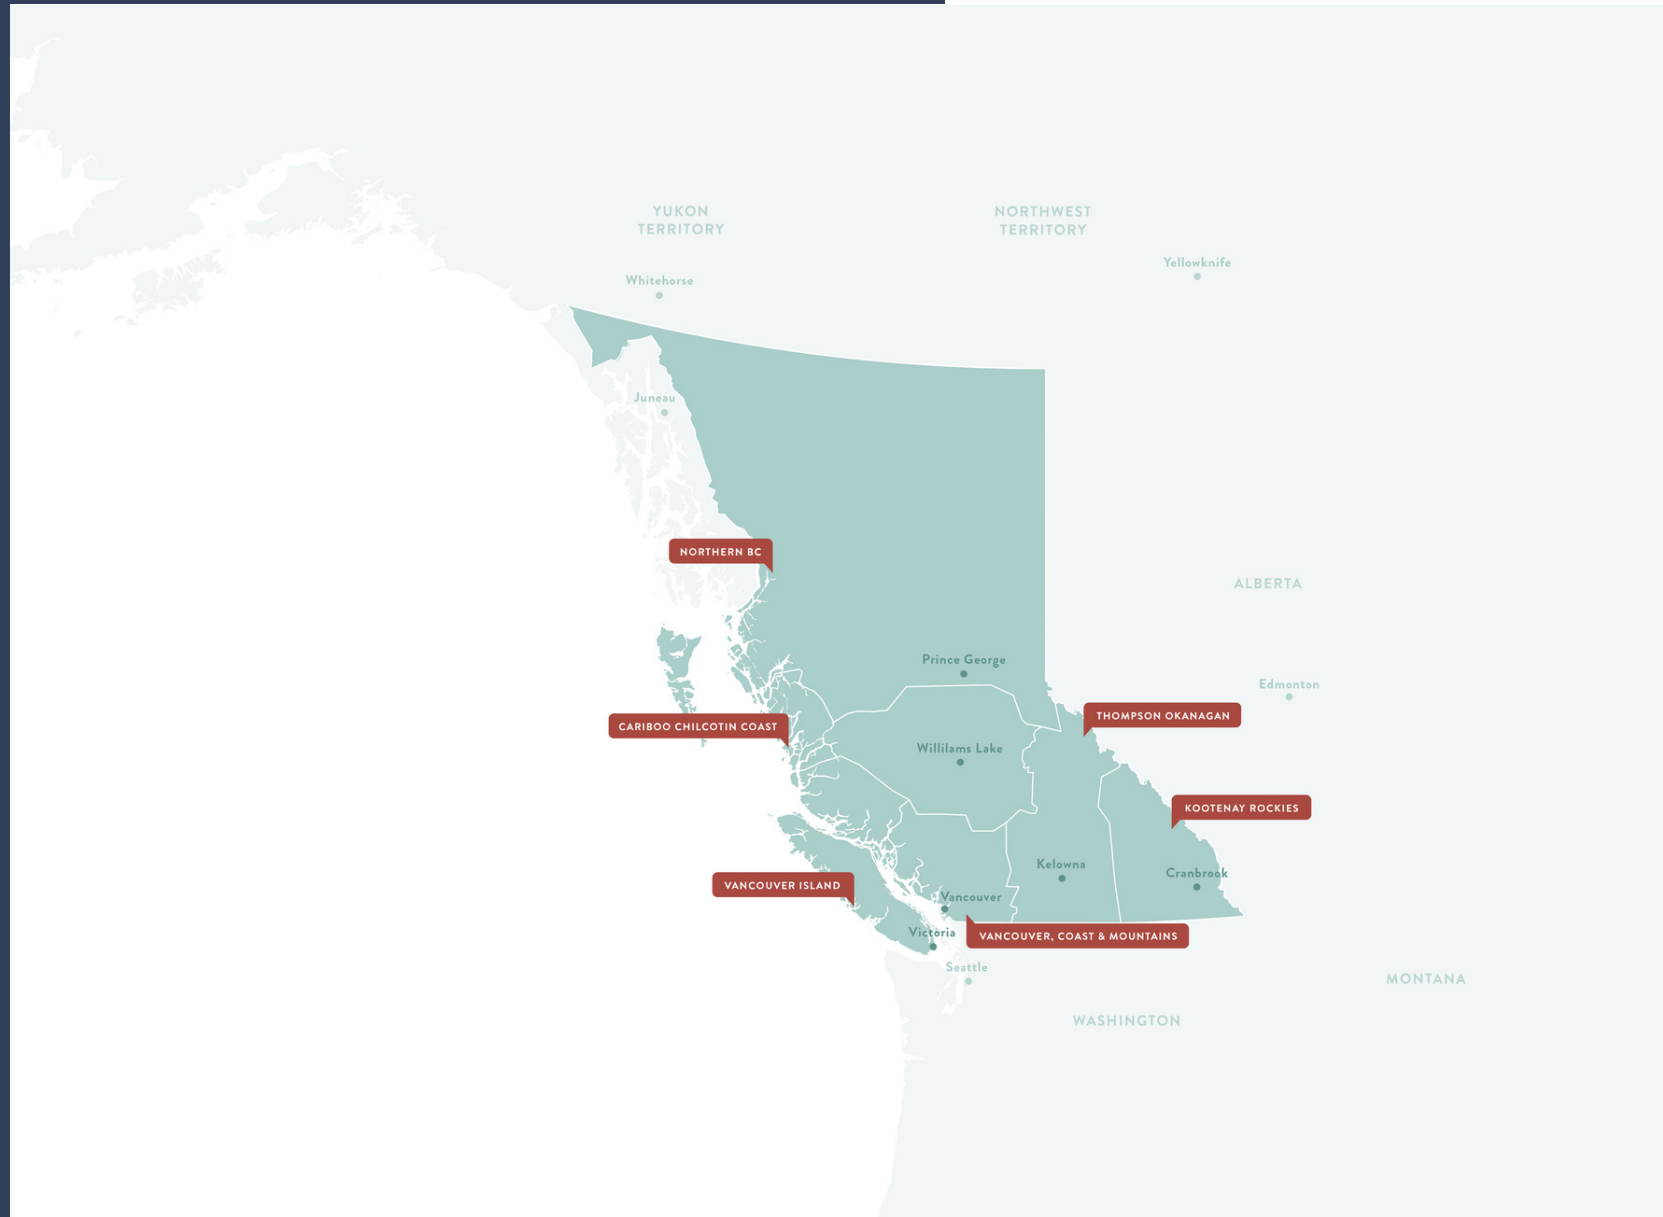 YUKON
TERRITORY
NORTHWEST
TERRITORY
Yellowknife
Whitehorse
Juneau
NORTHERN BC
ALBERTA
Prince George
Edmonton
THOMPSON OKANAGAN
CARIBOO CHILCOTIN COAST
Willilams Lake
KOOTENAY ROCKIES
Kelowna
Cranbrook
VANCOUVER ISLAND
Vancouver
Victoria
VANCOUVER, COAST & MOUNTAINS
Seattle
MONTANA
WASHINGTON